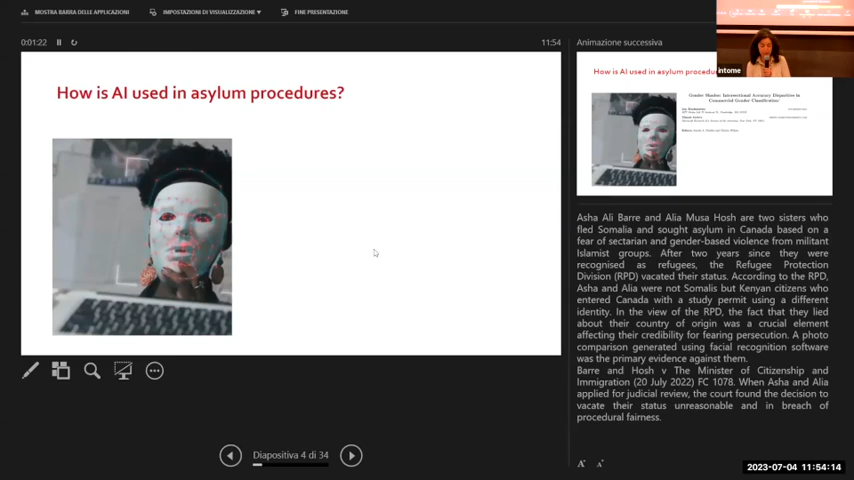 MOSTRA BARRA DELLE APPLICAZIONI
IMPOSTAZIONI DI VISUALIZZAZIONE ▼
FINE PRESENTAZIONE
0:01:22
11:54
How is AI used in asylum procedures?
Diapositiva 4 di 34
Animazione successiva
intome
How is AI used in asylum procedu
Gender Shades: Intersectional Accuracy Disparities in
Commercial Gender Classification
Asha Ali Barre and Alia Musa Hosh are two sisters who
fled Somalia and sought asylum in Canada based on a
fear of sectarian and gender-based violence from militant
Islamist groups. After two years since they were
recognised as refugees, the Refugee Protection
Division (RPD) vacated their status. According to the RPD,
Asha and Alia were not Somalis but Kenyan citizens who
entered Canada with a study permit using a different
identity. In the view of the RPD, the fact that they lied
about their country of origin was a crucial element
affecting their credibility for fearing persecution. A photo
comparison generated using facial recognition software
was the primary evidence against them.
Barre and Hosh v The Minister of Citizenship and
Immigration (20 July 2022) FC 1078. When Asha and Alia
applied for judicial review, the court found the decision to
vacate their status unreasonable and in breach of
procedural fairness.
A A
2023-07-04 11:54:14